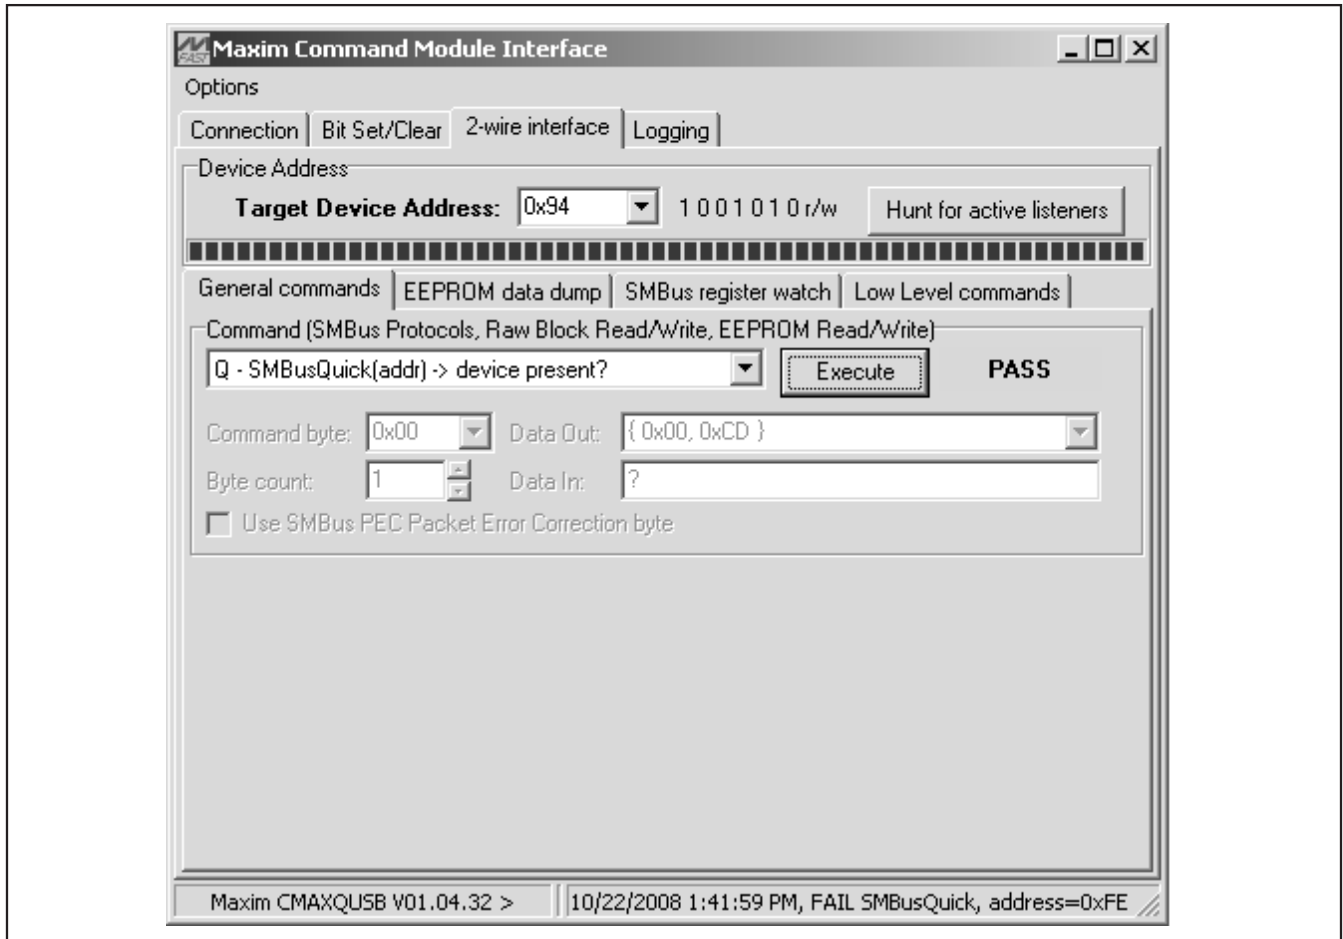 FAST Maxim Command Module Interface
Options
Connection Bit Set/Clear 2-wire interface Logging
Device Address
Target Device Address: 0x94 1 0 0 1 0 1 0 r/w Hunt for active listeners
General commands EEPROM data dump SMBus register watch Low Level commands
Command (SMBus Protocols, Raw Block Read/Write, EEPROM Read/Write)
Q - SMBusQuick(addr) -> device present? Execute PASS
Command byte: 0x00 Data Out: { 0x00, 0xCD }
Byte count: 1 Data In: ?
Use SMBus PEC Packet Error Correction byte
Maxim CMAXQUSB V01.04.32 > 10/22/2008 1:41:59 PM, FAIL SMBusQuick, address=0xFE